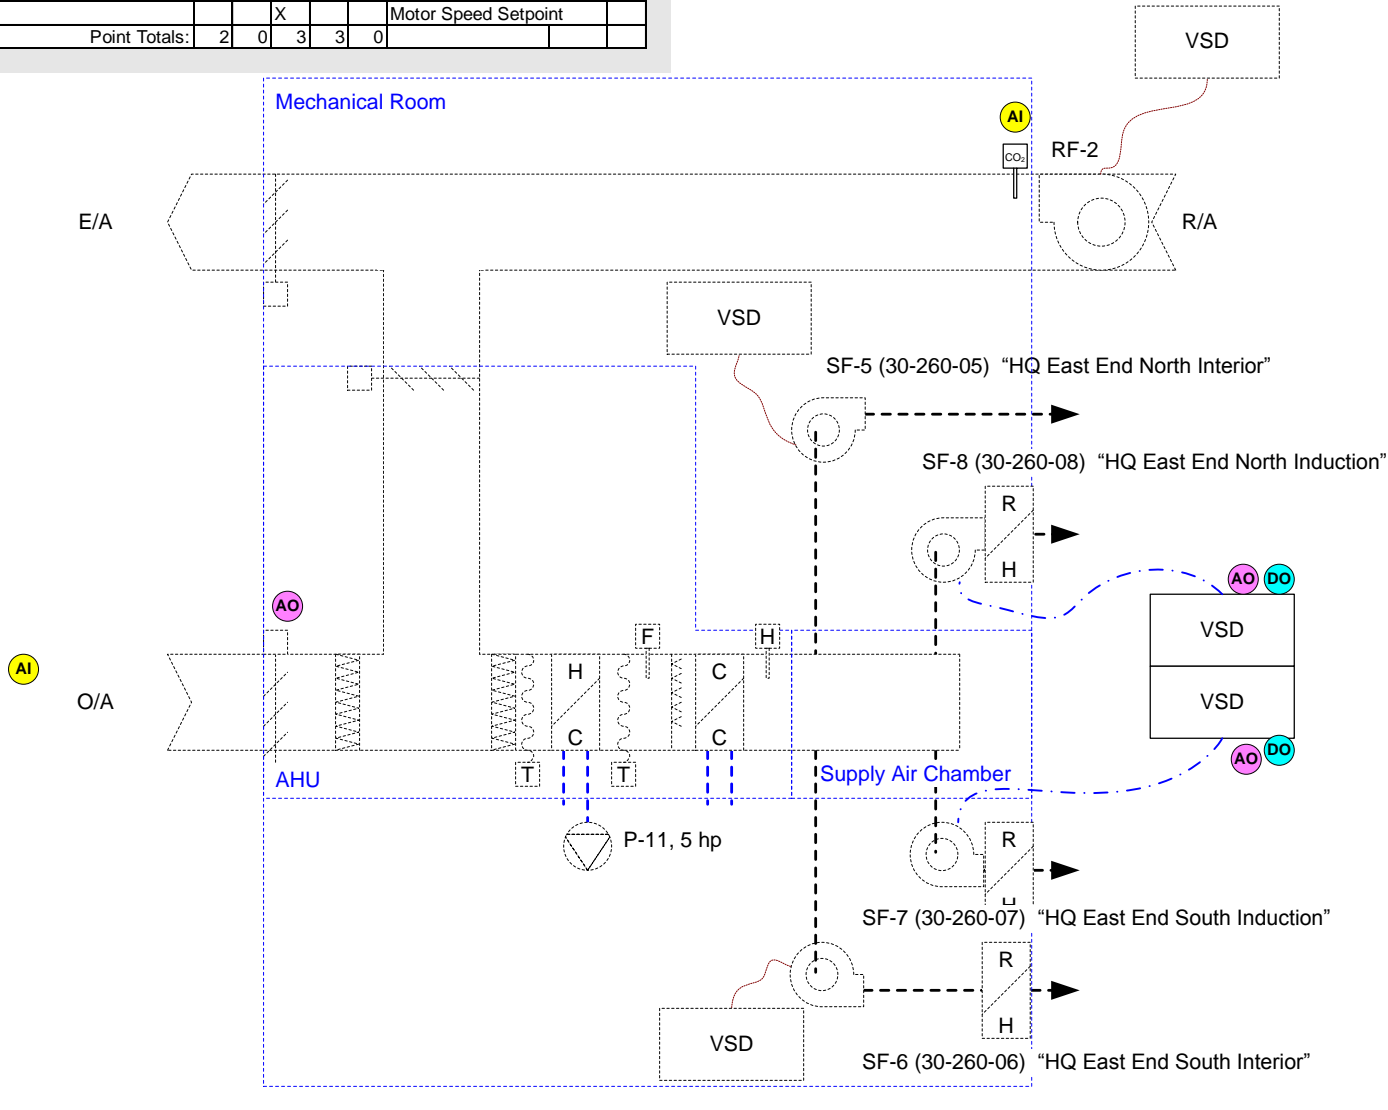 X Motor Speed Setpoint
Point Totals: 2 0 3 3 0
VSD
Mechanical Room
AI
CO₂
RF-2
E/A
R/A
VSD
SF-5 (30-260-05) “HQ East End North Interior”
SF-8 (30-260-08) “HQ East End North Induction”
R
H
AO
DO
AO
VSD
F
H
AI
O/A
H
C
C
C
VSD
T
T
AHU
Supply Air Chamber
AO
DO
P-11, 5 hp
R
H
SF-7 (30-260-07) “HQ East End South Induction”
R
H
VSD
SF-6 (30-260-06) “HQ East End South Interior”